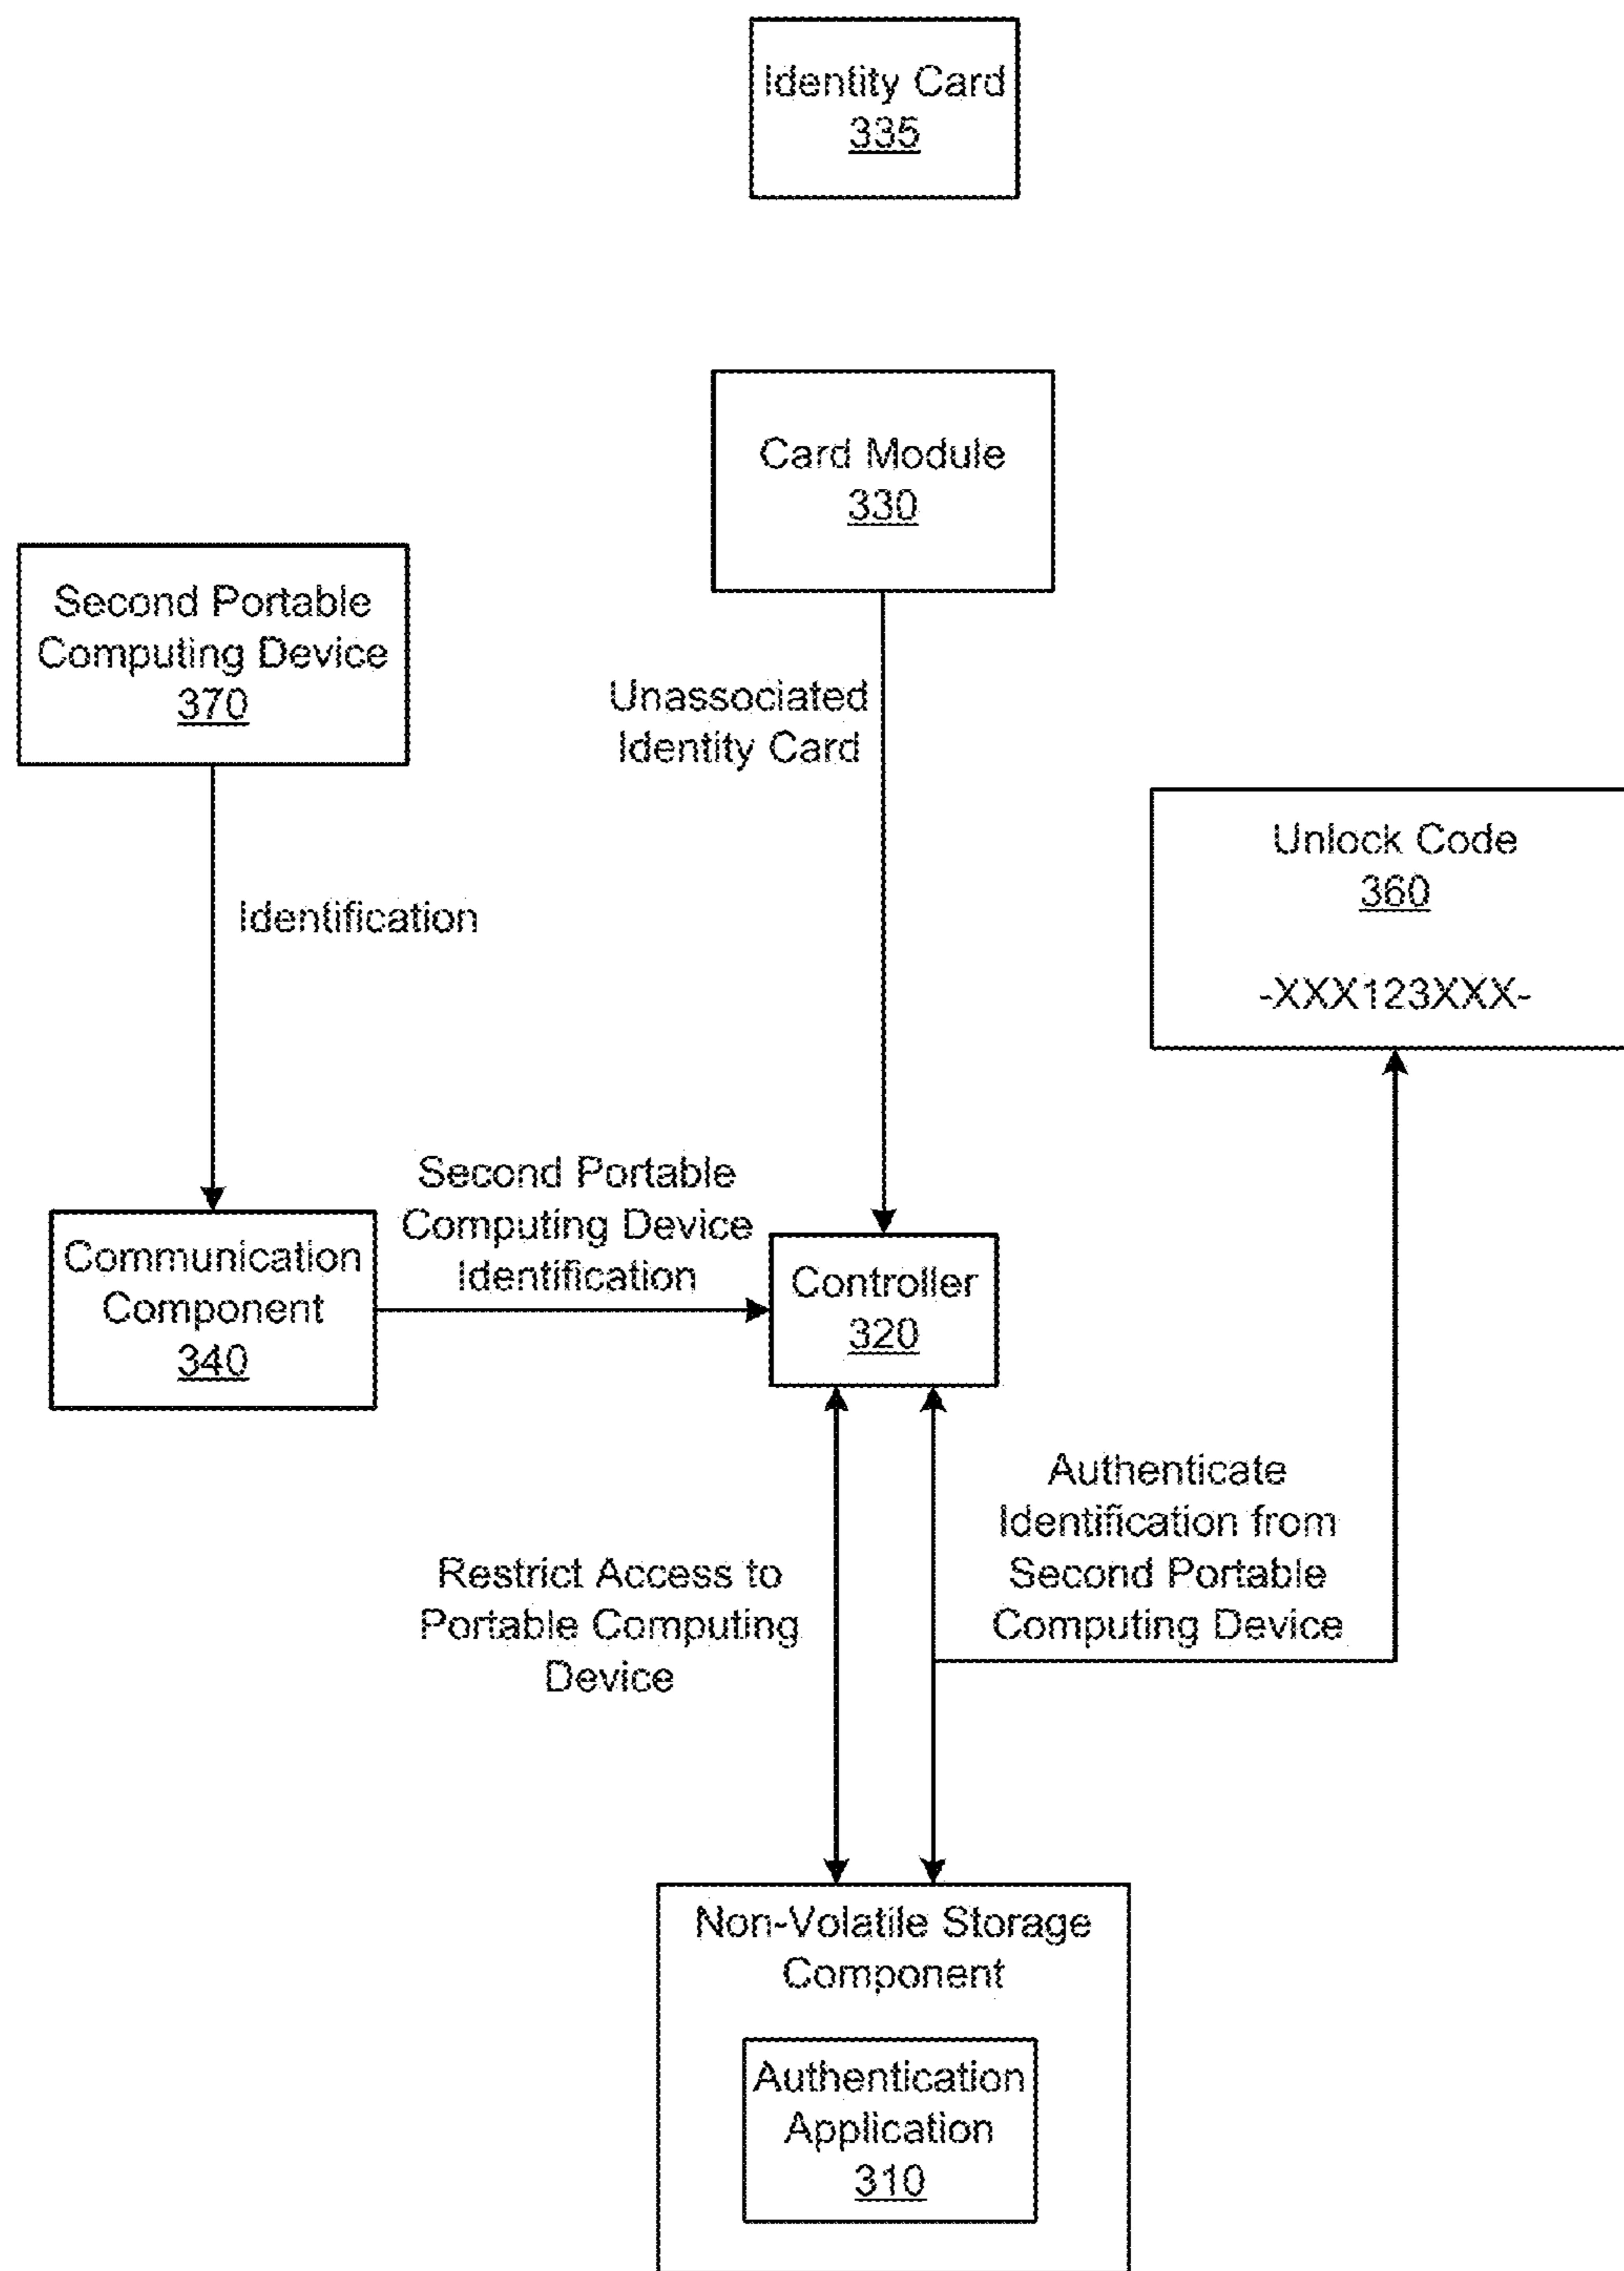 Identity Card
335
Card Module
330
Second Portable
Computing Device
370
Unassociated
Identity Card
Unlock Code
360
-XXX123XXX-
Identification
Second Portable
Computing Device
Identification
Communication
Component
340
Controller
320
Authenticate
Identification from
Second Portable
Computing Device
Restrict Access to
Portable Computing
Device
Non-Volatile Storage
Component
Authentication
Application
310